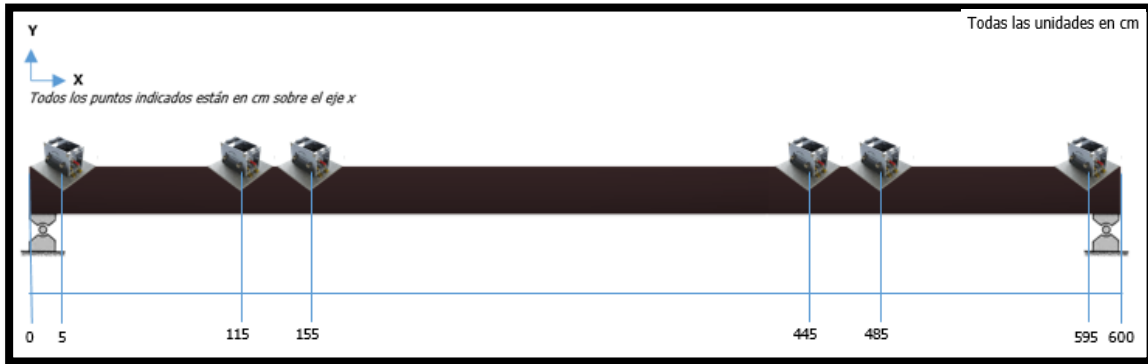 Todas las unidades en cm
Y
X
Todos los puntos indicados están en cm sobre el eje x
0 5 115 155 445 485 595 600